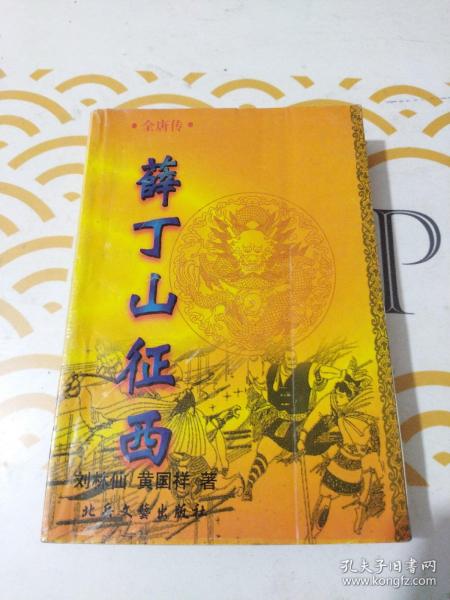 ·全唐传·
薛丁山征西
刘林仙 黄国祥 著
北岳文艺出版社
P
孔夫子旧书网
www.kongfz.com